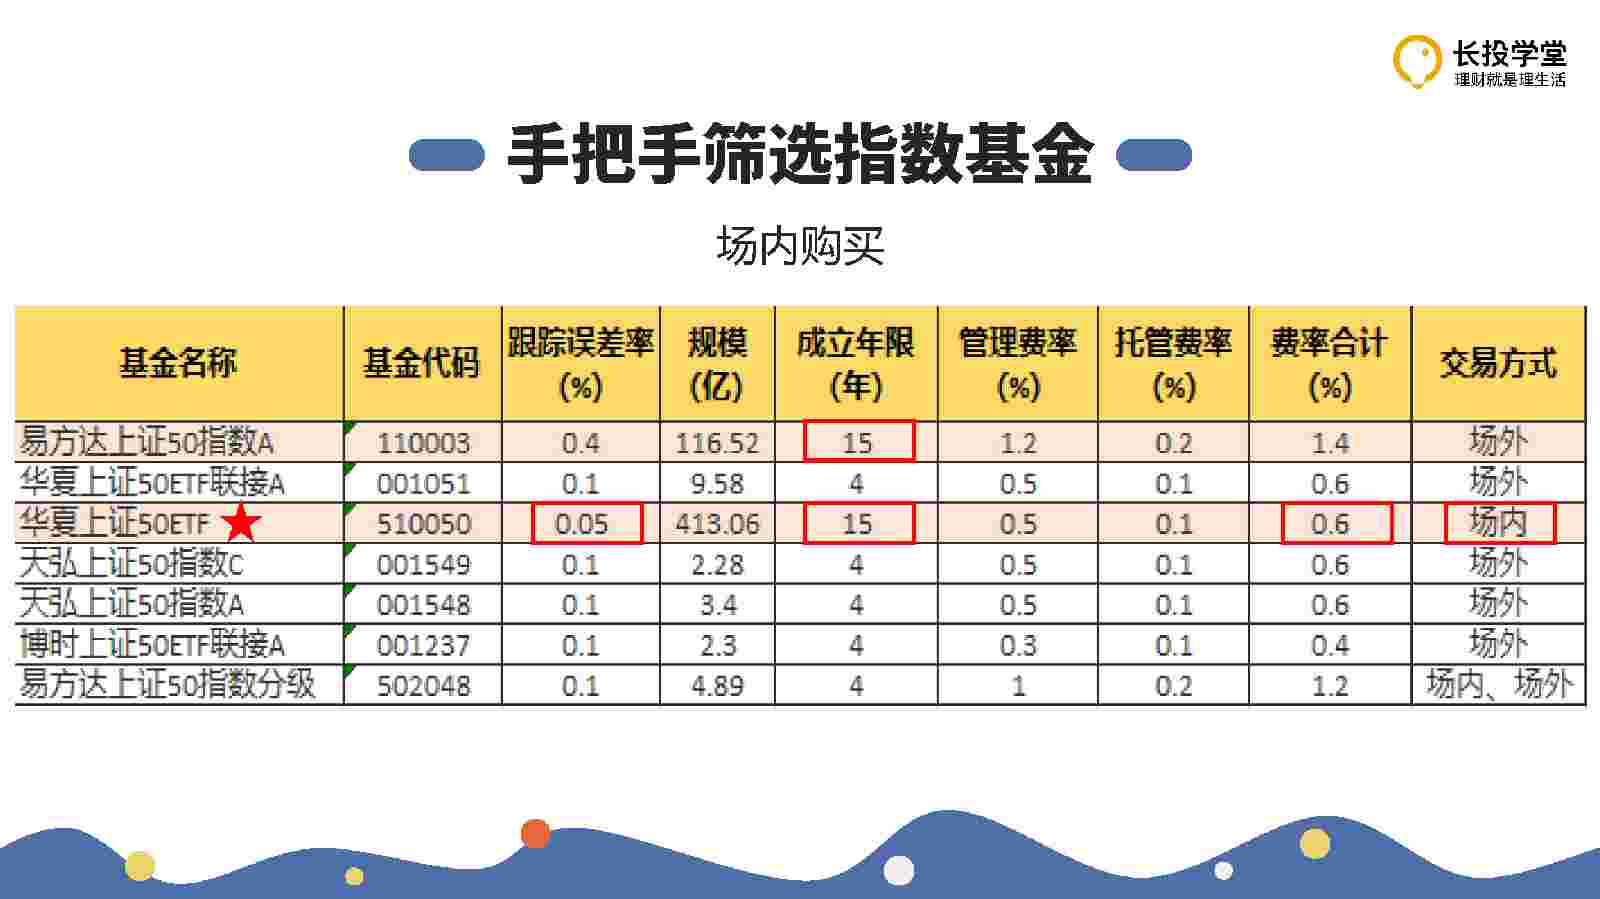 长投学堂
理财就是理生活
手把手筛选指数基金
场内购买
基金名称 基金代码 跟踪误差率(%) 规模(亿) 成立年限(年) 管理费率(%) 托管费率(%) 费率合计(%) 交易方式
易方达上证50指数A 110003 0.4 116.52 15 1.2 0.2 1.4 场外
华夏上证50ETF联接A 001051 0.1 9.58 4 0.5 0.1 0.6 场外
华夏上证50ETF 510050 0.05 413.06 15 0.5 0.1 0.6 场内
天弘上证50指数C 001549 0.1 2.28 4 0.5 0.1 0.6 场外
天弘上证50指数A 001548 0.1 3.4 4 0.5 0.1 0.6 场外
博时上证50ETF联接A 001237 0.1 2.3 4 0.3 0.1 0.4 场外
易方达上证50指数分级 502048 0.1 4.89 4 1 0.2 1.2 场内、场外